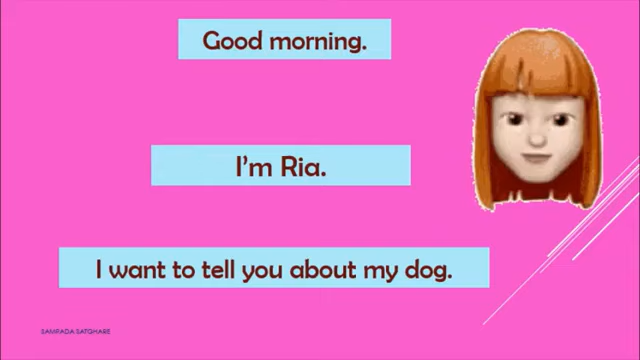 Good morning.
I'm Ria.
I want to tell you about my dog.
SAMPADA SATGHARE